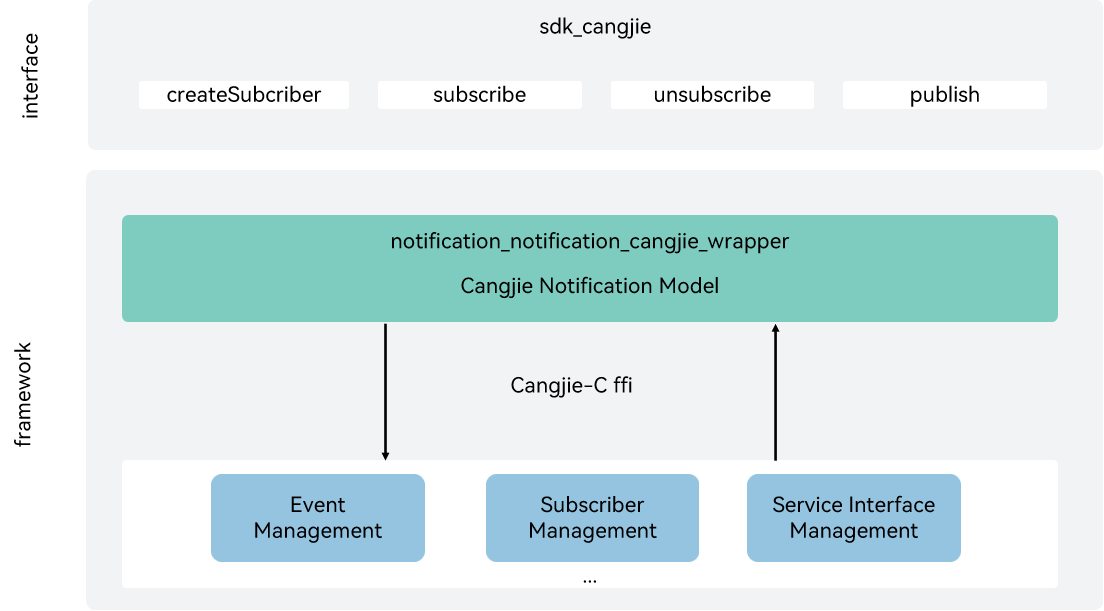 interface
sdk_cangjie
createSubcriber
subscribe
unsubscribe
publish
framework
notification_notification_cangjie_wrapper
Cangjie Notification Model
Cangjie-C ffi
Event
Management
Subscriber
Management
Service Interface
Management
...